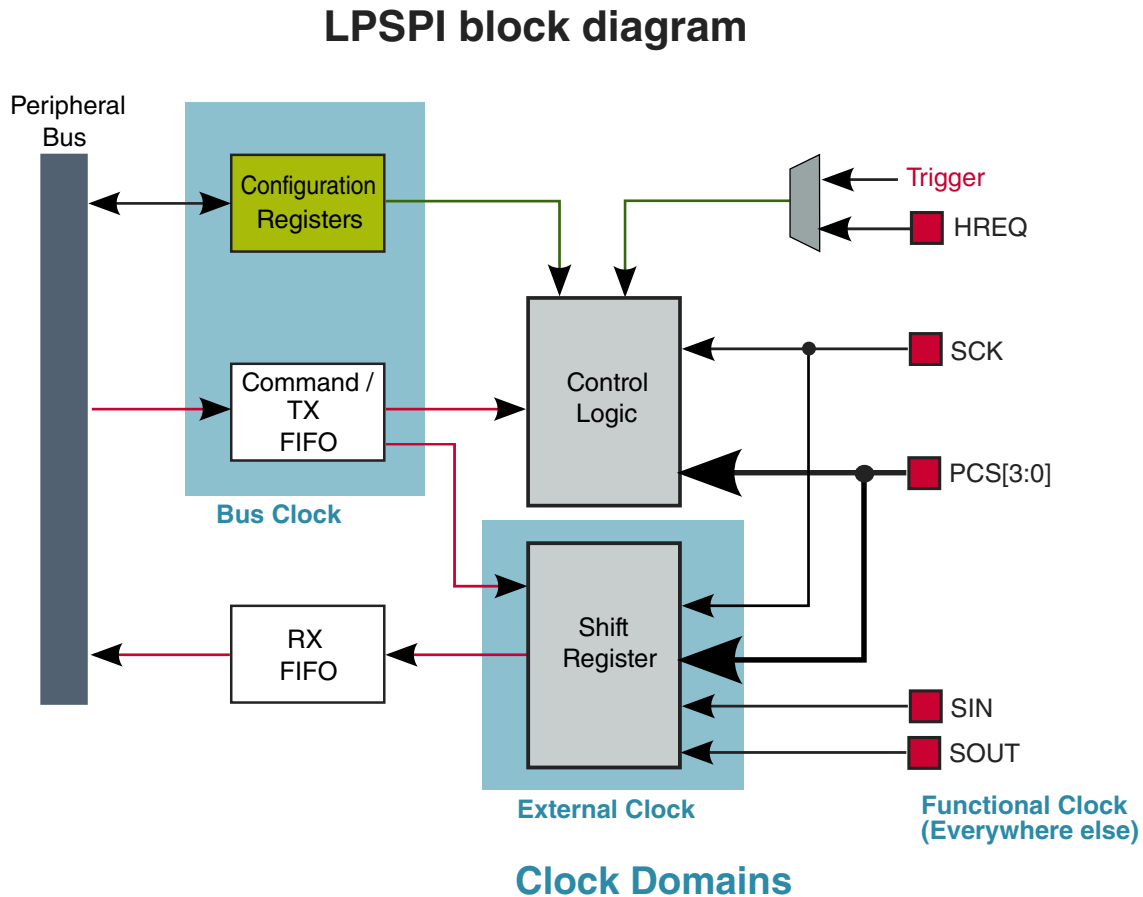 LPSPI block diagram
Peripheral
Bus
Configuration
Registers
Trigger
HREQ
SCK
Command /
TX
FIFO
Control
Logic
PCS[3:0]
Bus Clock
Shift
Register
RX
FIFO
SIN
SOUT
External Clock
Functional Clock
(Everywhere else)
Clock Domains